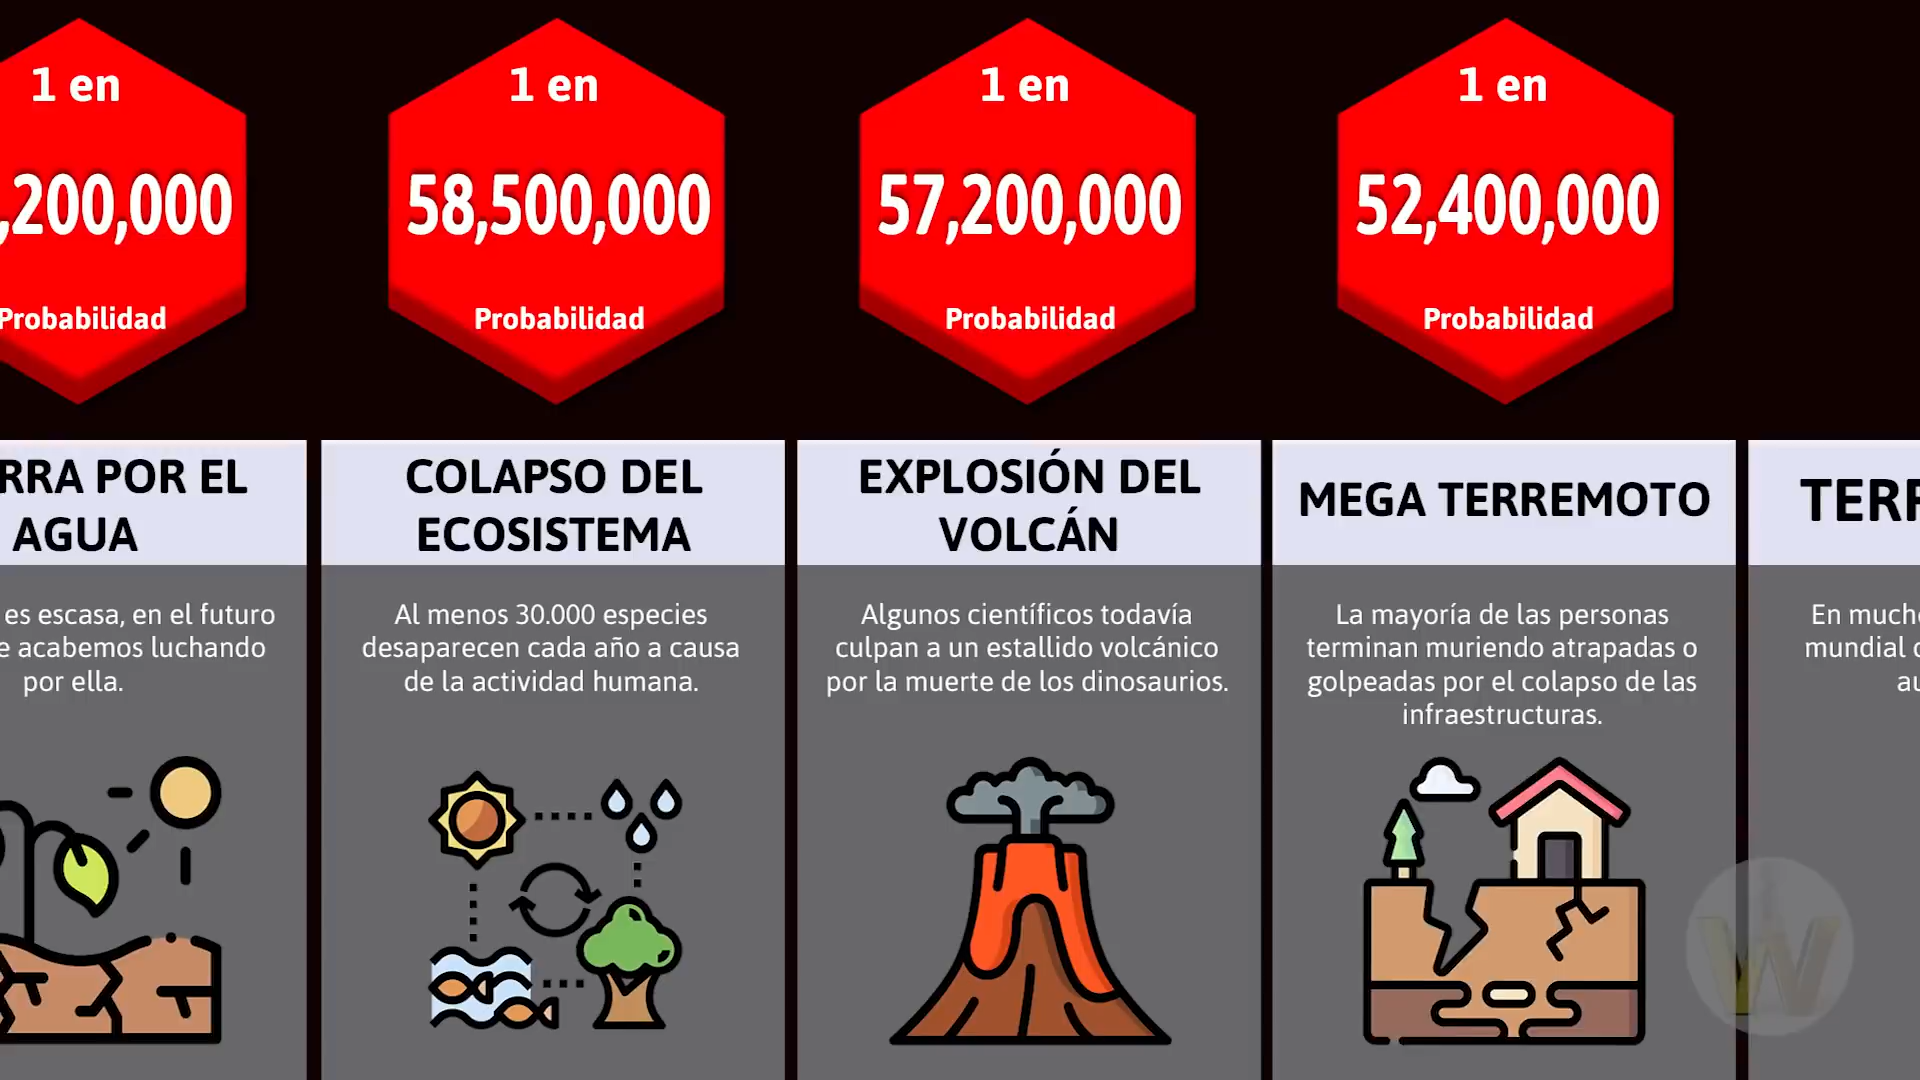 1 en
,200,000
Probabilidad
RRA POR EL
AGUA
es escasa, en el futuro
acabemos luchando
por ella.
1 en
58,500,000
Probabilidad
COLAPSO DEL
ECOSISTEMA
Al menos 30.000 especies
desaparecen cada año a causa
de la actividad humana.
1 en
57,200,000
Probabilidad
EXPLOSIÓN DEL
VOLCÁN
Algunos científicos todavía
culpan a un estallido volcánico
por la muerte de los dinosaurios.
1 en
52,400,000
Probabilidad
MEGA TERREMOTO
La mayoría de las personas
terminan muriendo atrapadas o
golpeadas por el colapso de las
infraestructuras.
TERR
En much
mundial
au
W